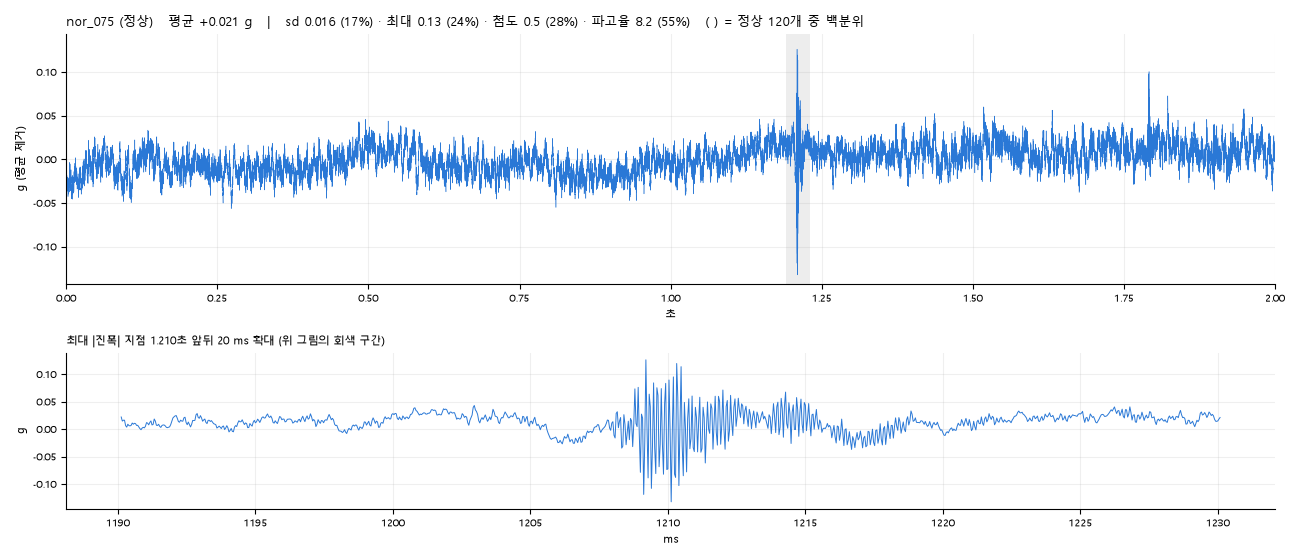 nor_075 (정상)    평균 +0.021 g    |    sd 0.016 (17%) · 최대 0.13 (24%) · 첨도 0.5 (28%) · 파고율 8.2 (55%)    ( ) = 정상 120개 중 백분위
g (평균 제거)
0.10
0.05
0.00
-0.05
-0.10
0.00 0.25 0.50 0.75 1.00 1.25 1.50 1.75 2.00
초
최대 |진폭| 지점 1.210초 앞뒤 20 ms 확대 (위 그림의 회색 구간)
g
0.10
0.05
0.00
-0.05
-0.10
1190 1195 1200 1205 1210 1215 1220 1225 1230
ms